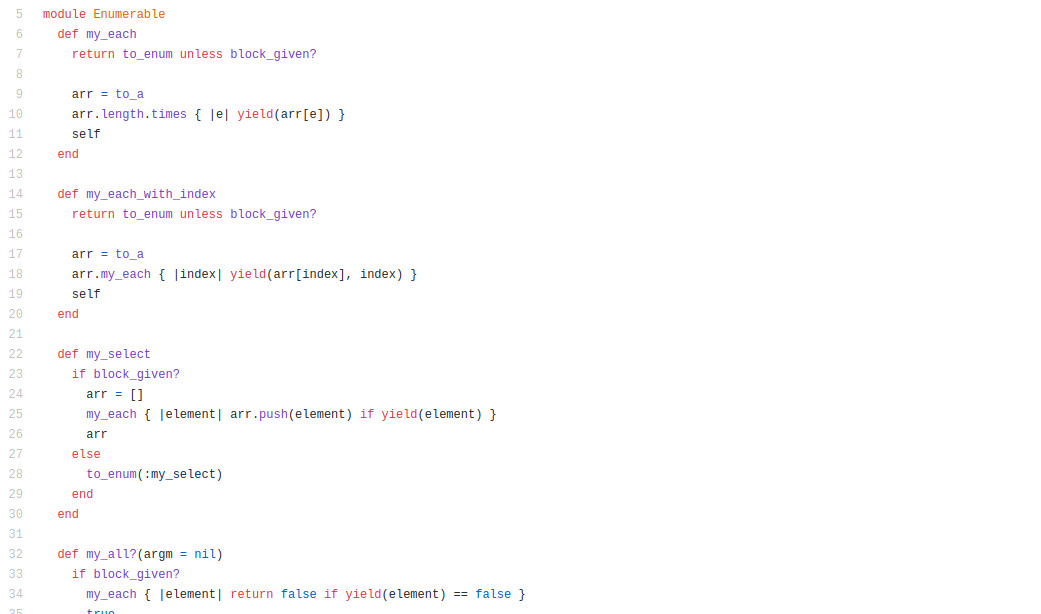 5 module Enumerable
6   def my_each
7     return to_enum unless block_given?
8
9     arr = to_a
10     arr.length.times { |e| yield(arr[e]) }
11     self
12   end
13
14   def my_each_with_index
15     return to_enum unless block_given?
16
17     arr = to_a
18     arr.my_each { |index| yield(arr[index], index) }
19     self
20   end
21
22   def my_select
23     if block_given?
24       arr = []
25       my_each { |element| arr.push(element) if yield(element) }
26       arr
27     else
28       to_enum(:my_select)
29     end
30   end
31
32   def my_all?(argm = nil)
33     if block_given?
34       my_each { |element| return false if yield(element) == false }
35       true